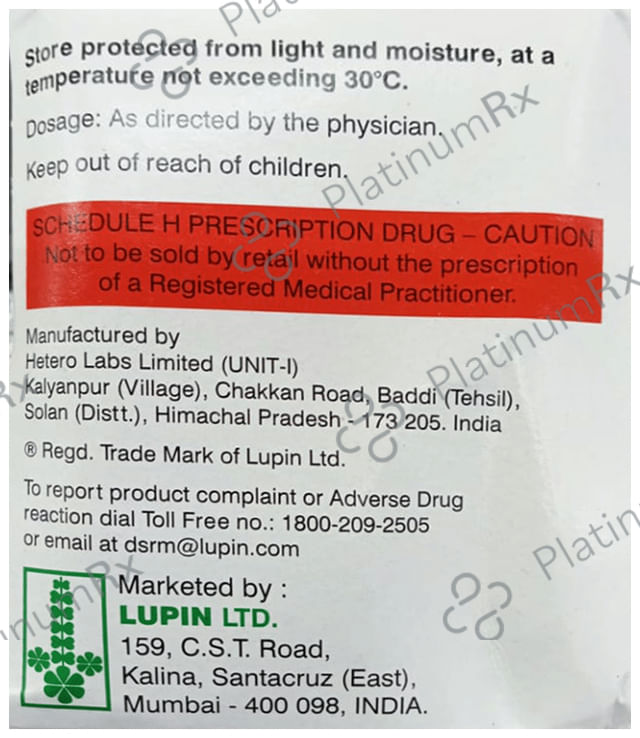 Store protected from light and moisture, at a
temperature not exceeding 30°C.
Dosage: As directed by the physician.
Keep out of reach of children.
SCHEDULE H PRESCRIPTION DRUG – CAUTION
Not to be sold by retail without the prescription
of a Registered Medical Practitioner.
Manufactured by
Hetero Labs Limited (UNIT-I)
Kalyanpur (Village), Chakkan Road, Baddi (Tehsil),
Solan (Distt.), Himachal Pradesh - 173 205. India
® Regd. Trade Mark of Lupin Ltd.
To report product complaint or Adverse Drug
reaction dial Toll Free no.: 1800-209-2505
or email at dsrm@lupin.com
Marketed by :
LUPIN LTD.
159, C.S.T. Road,
Kalina, Santacruz (East),
Mumbai - 400 098, INDIA.
PlatinumRx
PlatinumRx
Platin
inumRx
Pla
Rx